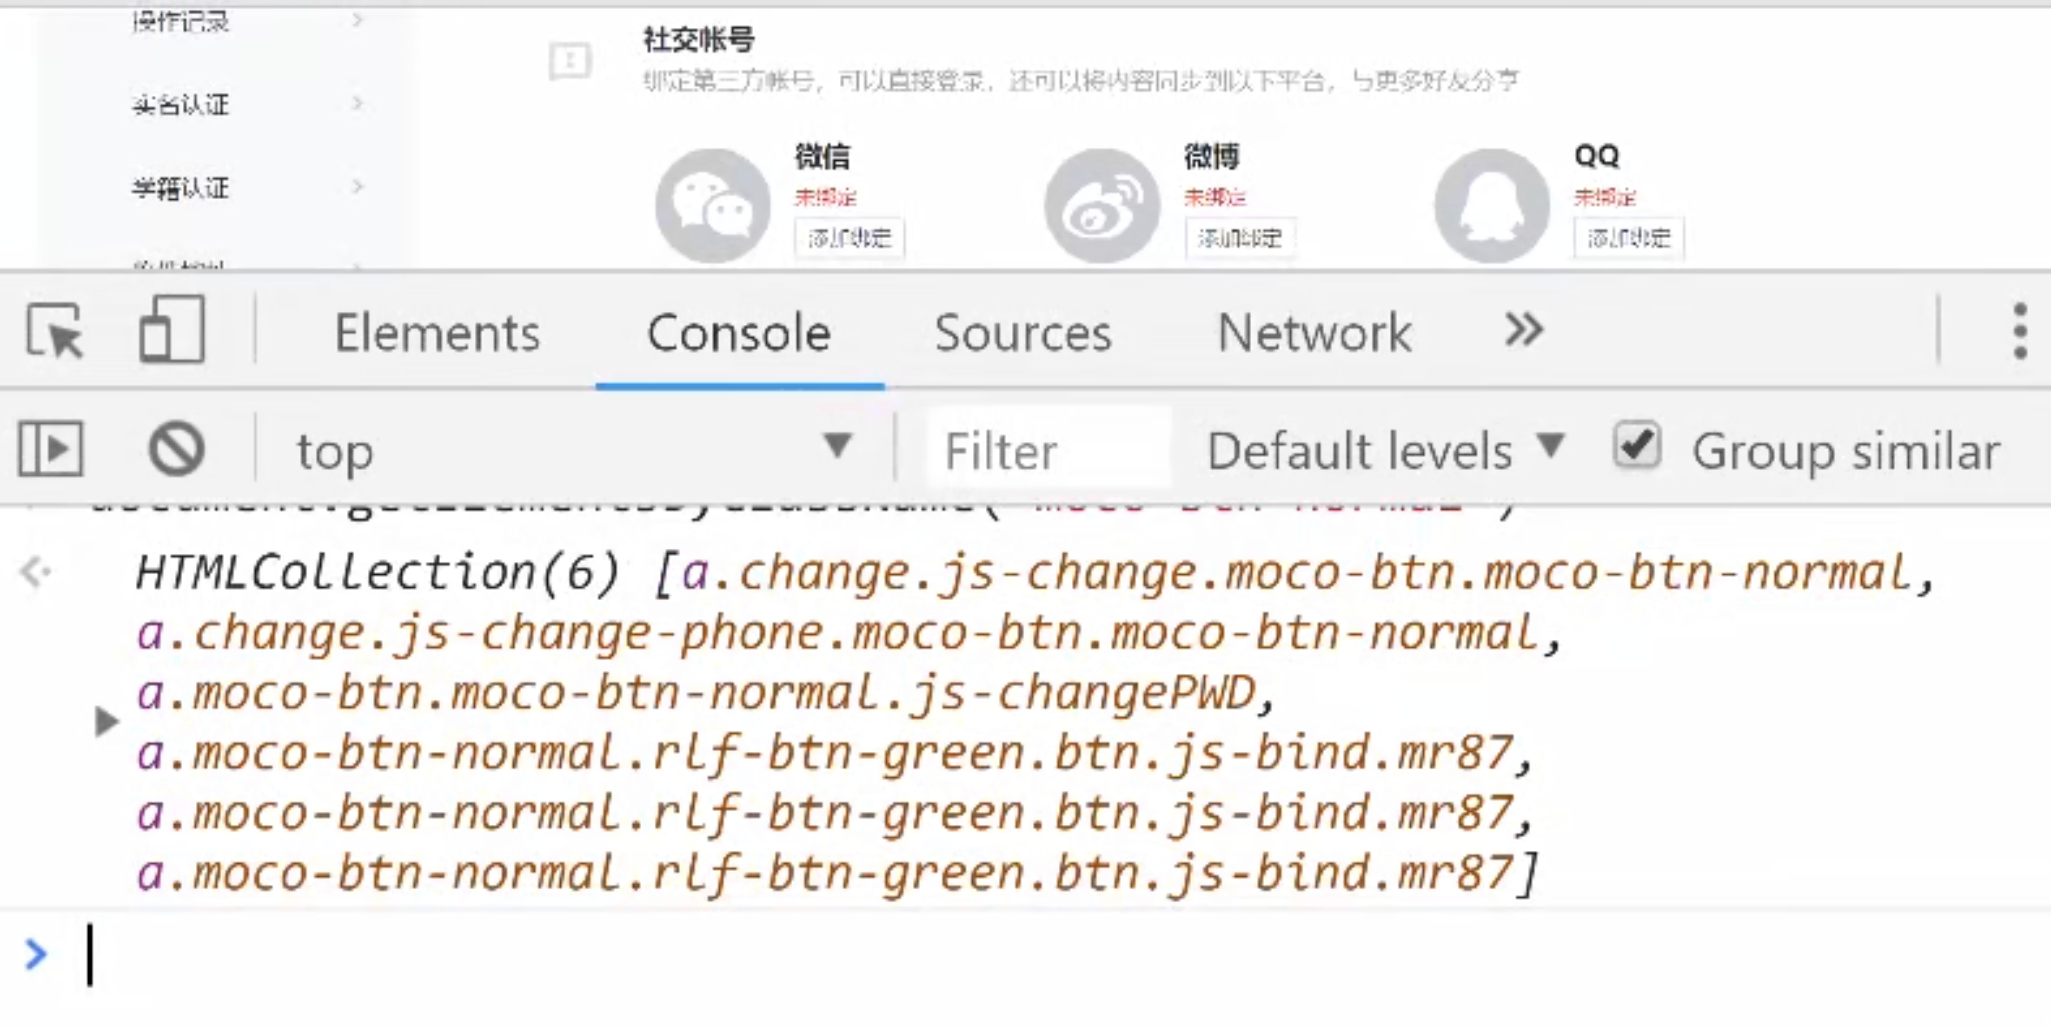 操作记录
社交帐号
绑定第三方帐号，可以直接登录，还可以将内容同步到以下平台，与更多好友分享
实名认证
微信
微博
QQ
学籍认证
未绑定
未绑定
未绑定
添加绑定
添加绑定
添加绑定
Elements Console Sources Network
top Filter Default levels Group similar
document.getElementsByClassName("moco-btn-normal")
HTMLCollection(6) [a.change.js-change.moco-btn.moco-btn-normal,
a.change.js-change-phone.moco-btn.moco-btn-normal,
a.moco-btn.moco-btn-normal.js-changePWD,
a.moco-btn-normal.rlf-btn-green.btn.js-bind.mr87,
a.moco-btn-normal.rlf-btn-green.btn.js-bind.mr87,
a.moco-btn-normal.rlf-btn-green.btn.js-bind.mr87]